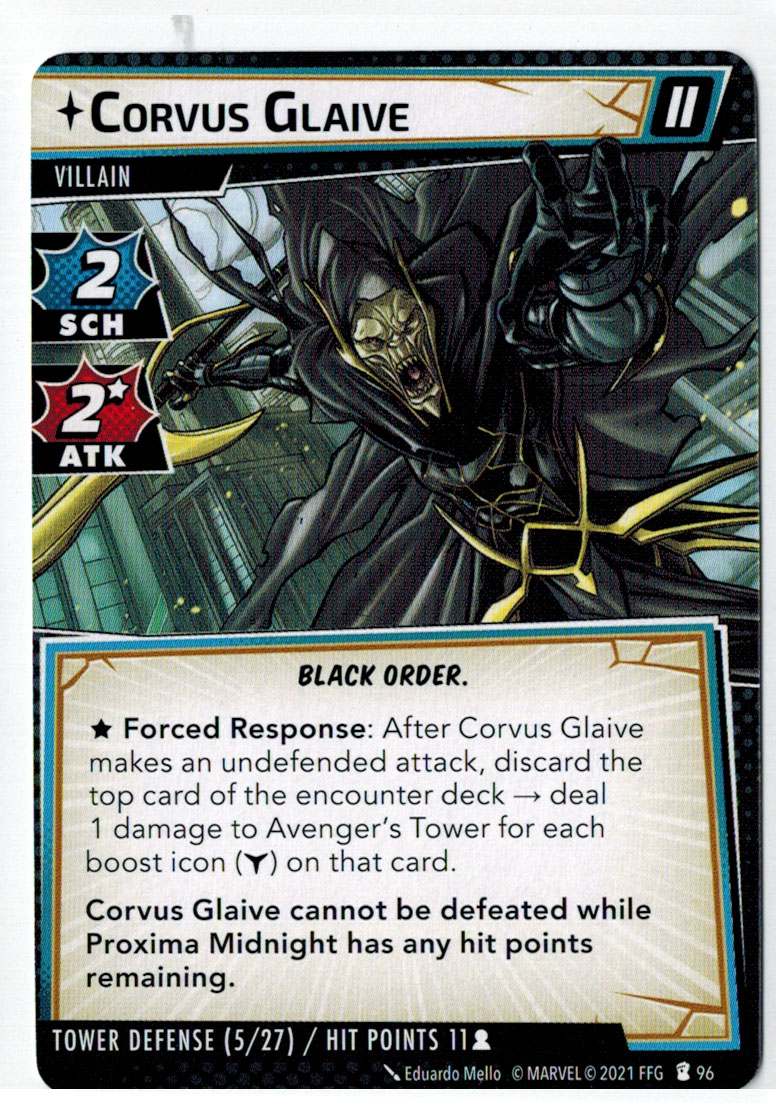 CORVUS GLAIVE
II
VILLAIN
2
SCH
2★
ATK
BLACK ORDER.
★ Forced Response: After Corvus Glaive
makes an undefended attack, discard the
top card of the encounter deck → deal
1 damage to Avenger's Tower for each
boost icon () on that card.
Corvus Glaive cannot be defeated while
Proxima Midnight has any hit points
remaining.
TOWER DEFENSE (5/27) / HIT POINTS 11
Eduardo Mello © MARVEL © 2021 FFG 96